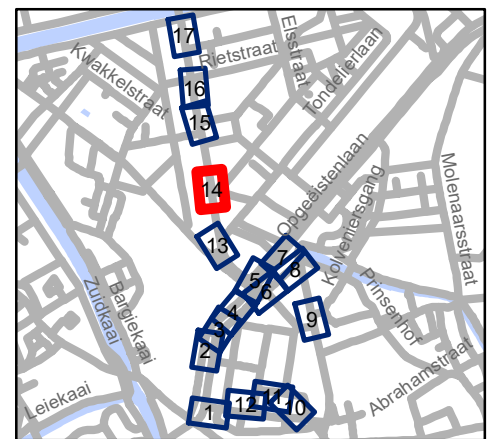 17
Elsstraat
Rietstraat
Tondelierlaan
Kwakkelstraat
16
15
Opgeëistenlaan
Molenaarsstraat
14
Kolveniersgang
13
7
8
5
6
Zuidkaai
Bargiekaai
Prinsenhof
4
3
9
2
Abrahamstraat
Leiekaai
1
12
11
10